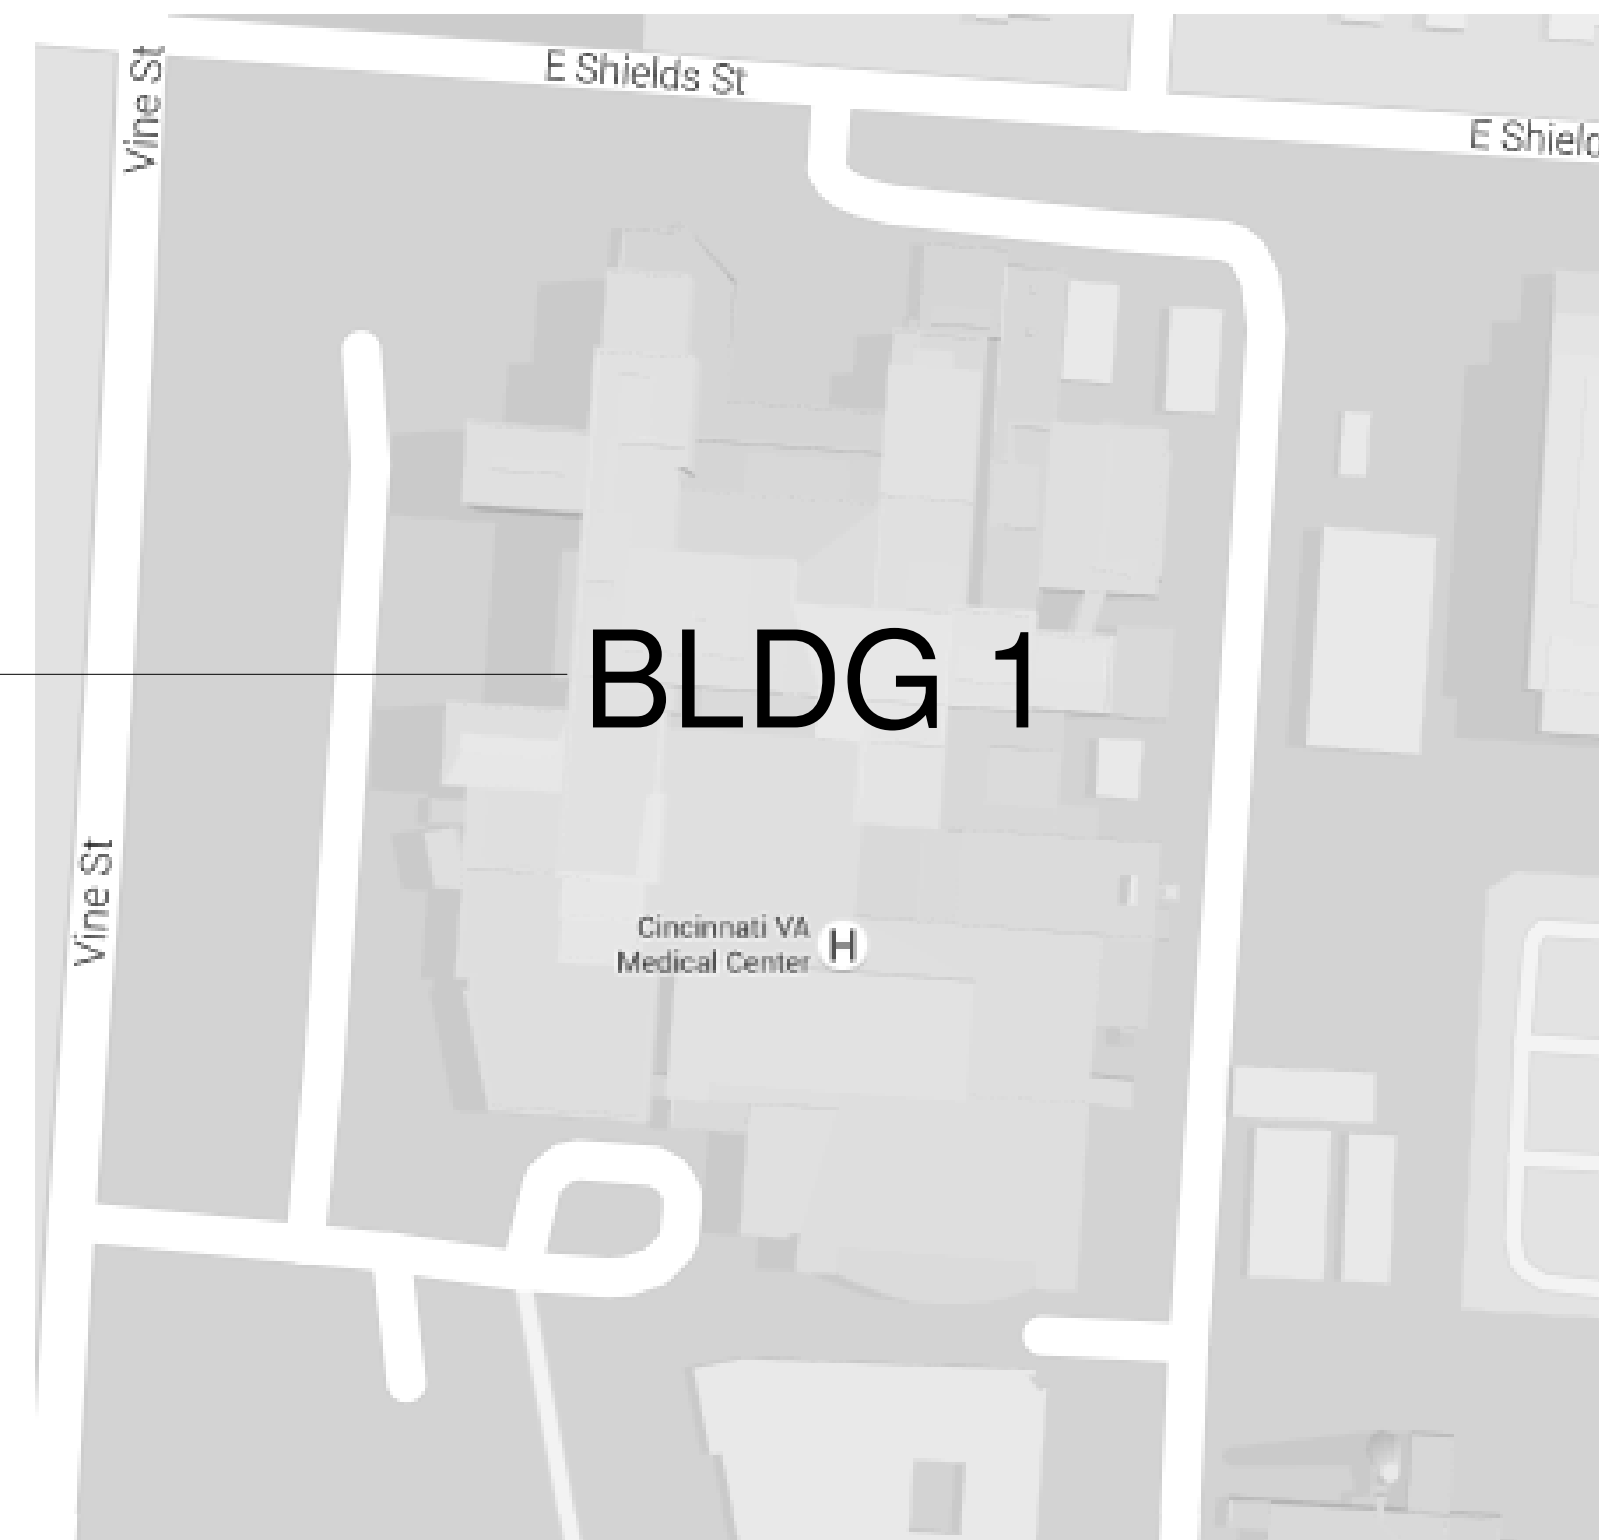 Vine St
E Shields St
E Shield
BLDG 1
Vine St
Cincinnati VA
Medical Center
H